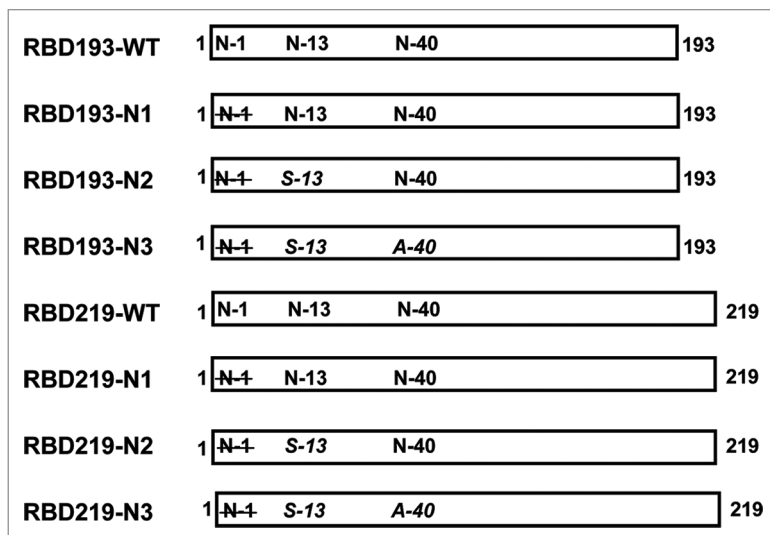 RBD193-WT 1 N-1 N-13 N-40 193
RBD193-N1 1 N-1 N-13 N-40 193
RBD193-N2 1 N-1 S-13 N-40 193
RBD193-N3 1 N-1 S-13 A-40 193
RBD219-WT 1 N-1 N-13 N-40 219
RBD219-N1 1 N-1 N-13 N-40 219
RBD219-N2 1 N-1 S-13 N-40 219
RBD219-N3 1 N-1 S-13 A-40 219